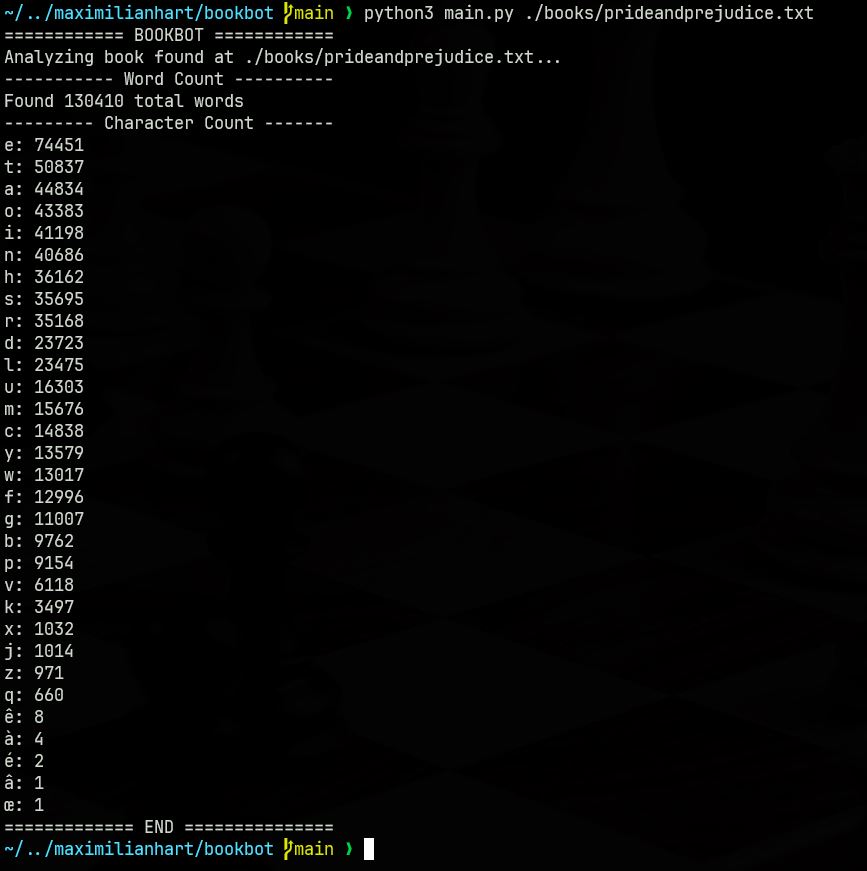 ~/../maximilianhart/bookbot main ❯ python3 main.py ./books/prideandprejudice.txt
============ BOOKBOT ============
Analyzing book found at ./books/prideandprejudice.txt...
----------- Word Count ----------
Found 130410 total words
--------- Character Count -------
e: 74451
t: 50837
a: 44834
o: 43383
i: 41198
n: 40686
h: 36162
s: 35695
r: 35168
d: 23723
l: 23475
u: 16303
m: 15676
c: 14838
y: 13579
w: 13017
f: 12996
g: 11007
b: 9762
p: 9154
v: 6118
k: 3497
x: 1032
j: 1014
z: 971
q: 660
ê: 8
à: 4
é: 2
â: 1
œ: 1
============= END ===============
~/../maximilianhart/bookbot main ❯